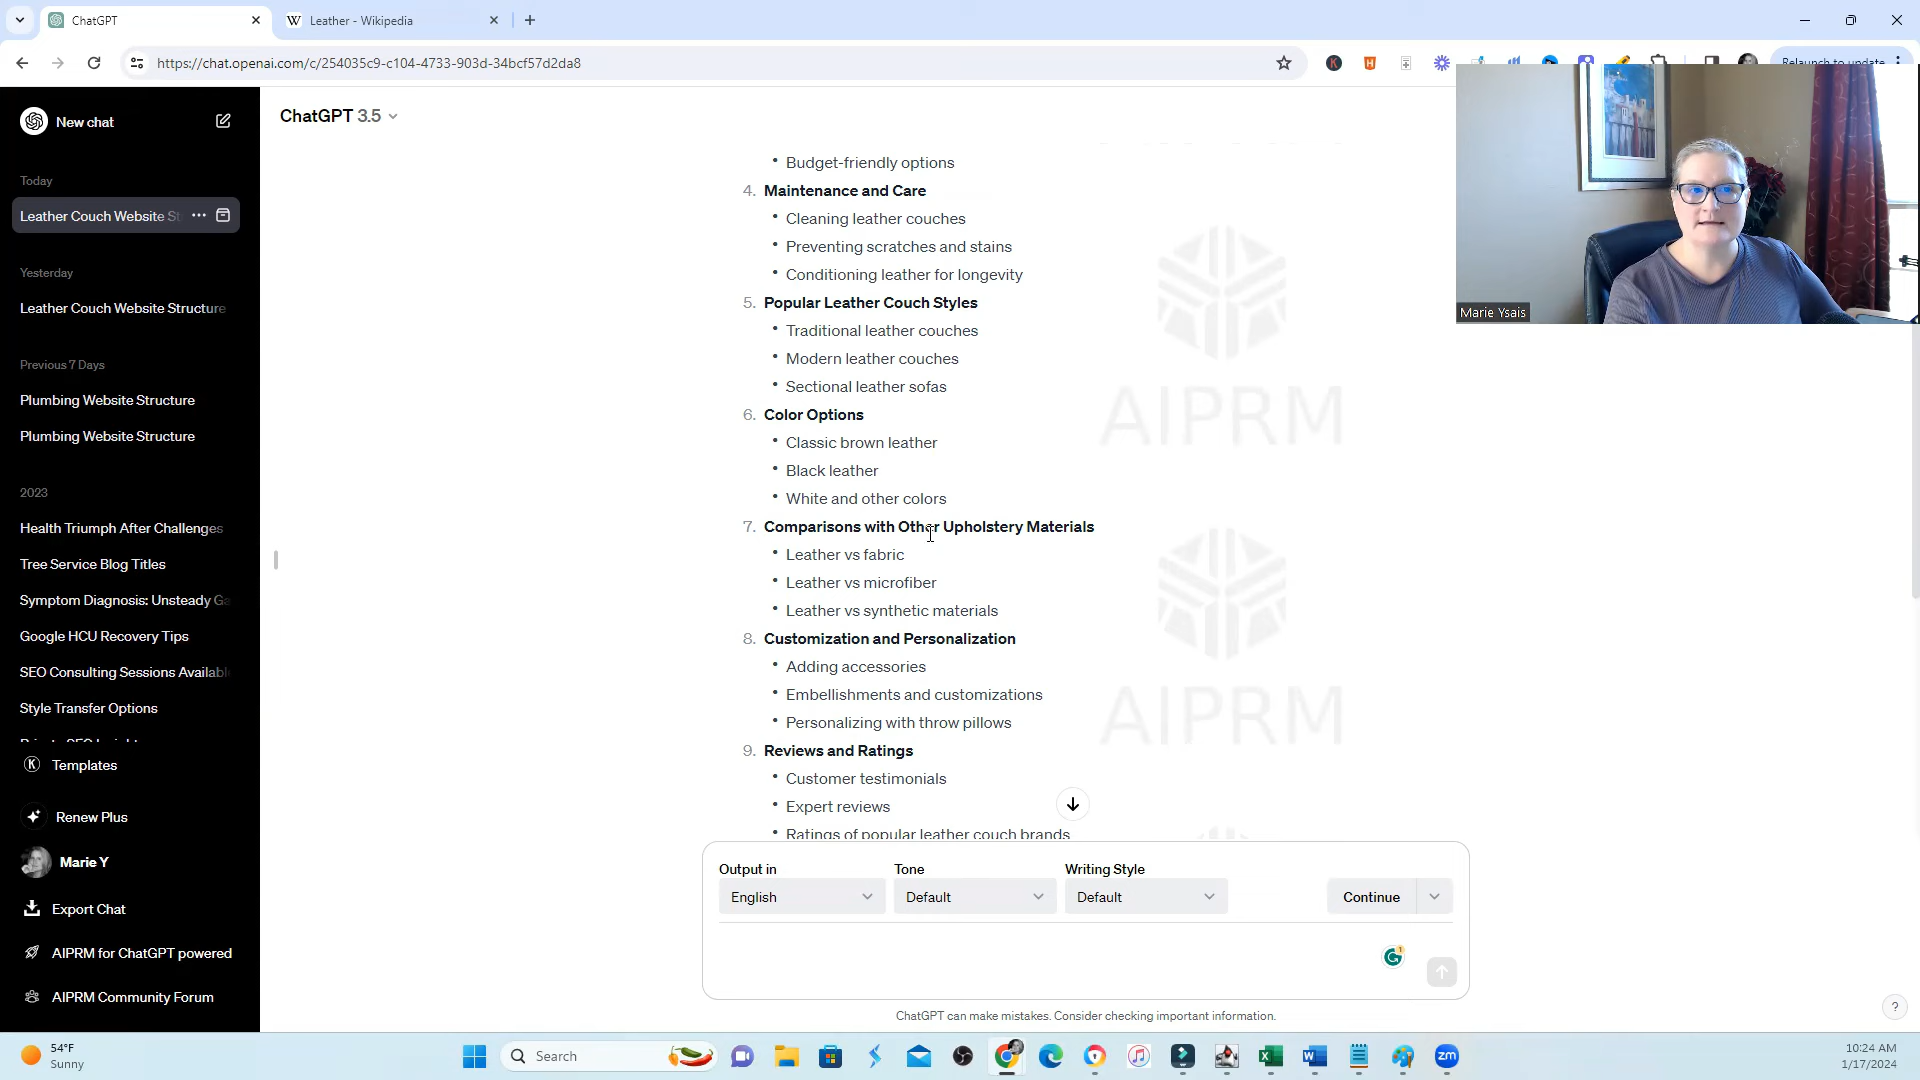 ChatGPT
Leather - Wikipedia
https://chat.openai.com/c/254035c9-c104-4733-903d-34bcf57d2da8
Relaunch to update
New chat
Today
Leather Couch Website St
Yesterday
Leather Couch Website Structure
Previous 7 Days
Plumbing Website Structure
Plumbing Website Structure
2023
Health Triumph After Challenges
Tree Service Blog Titles
Symptom Diagnosis: Unsteady Ga
Google HCU Recovery Tips
SEO Consulting Sessions Availabl
Style Transfer Options
Templates
Renew Plus
Marie Y
Export Chat
AIPRM for ChatGPT powered
AIPRM Community Forum
ChatGPT 3.5
• Budget-friendly options
4. Maintenance and Care
• Cleaning leather couches
• Preventing scratches and stains
• Conditioning leather for longevity
5. Popular Leather Couch Styles
• Traditional leather couches
• Modern leather couches
• Sectional leather sofas
6. Color Options
• Classic brown leather
• Black leather
• White and other colors
7. Comparisons with Other Upholstery Materials
• Leather vs fabric
• Leather vs microfiber
• Leather vs synthetic materials
8. Customization and Personalization
• Adding accessories
• Embellishments and customizations
• Personalizing with throw pillows
9. Reviews and Ratings
• Customer testimonials
• Expert reviews
• Ratings of popular leather couch brands
AIPRM
AIPRM
Marie Ysais
Output in
Tone
Writing Style
English
Default
Default
Continue
ChatGPT can make mistakes. Consider checking important information.
?
54°F
Sunny
Search
zm
10:24 AM
1/17/2024